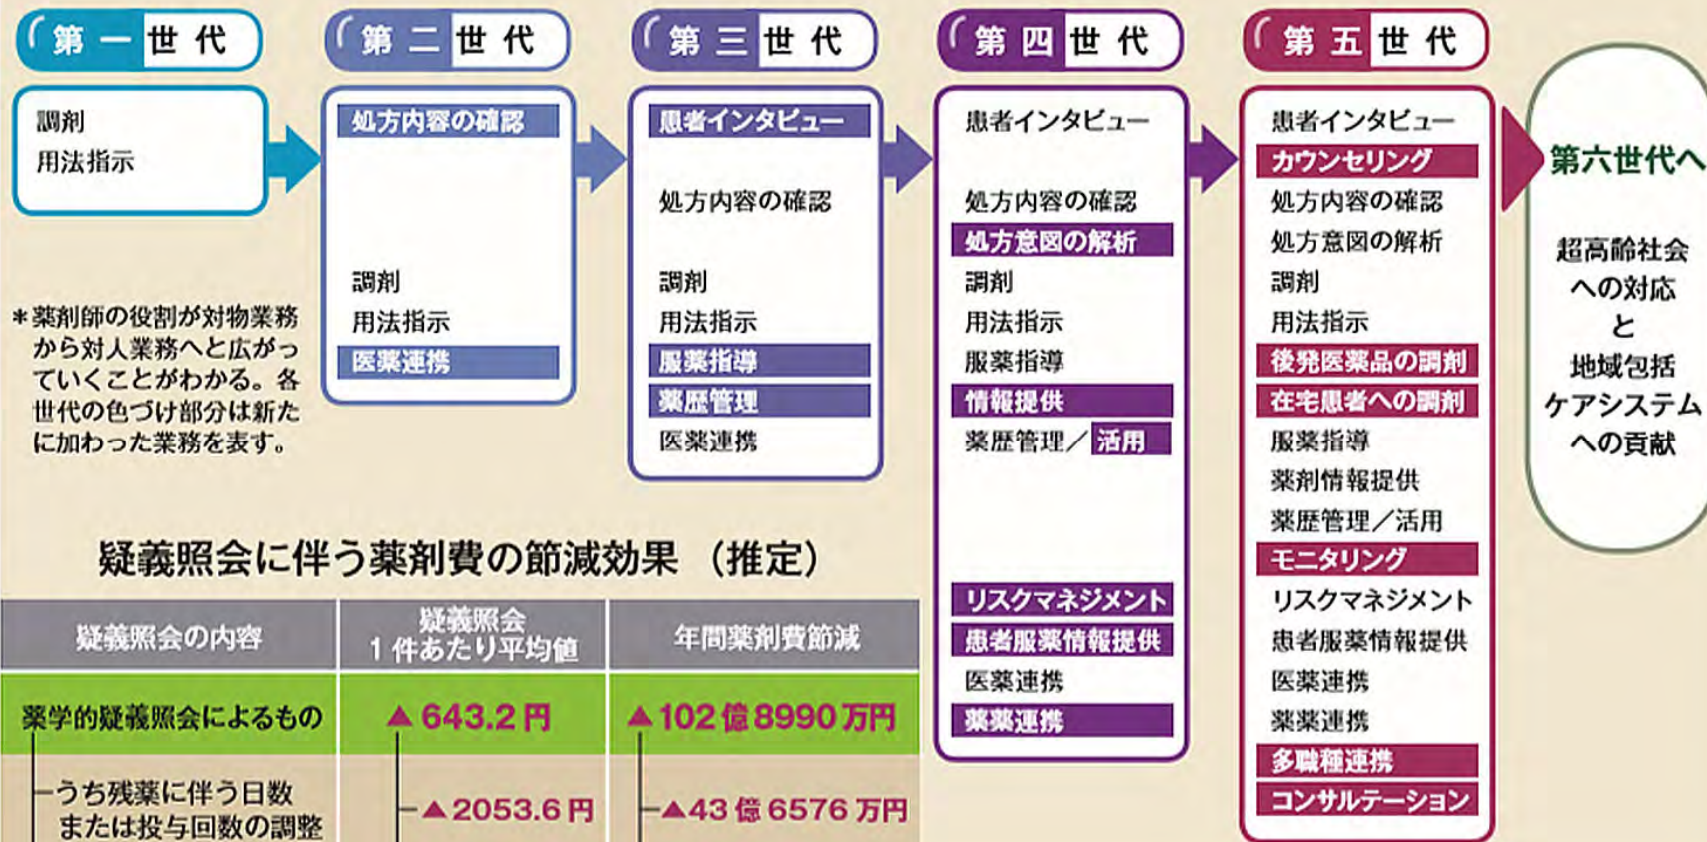 第一世代
調剤
用法指示
*薬剤師の役割が対物業務
から対人業務へと広がっ
ていくことがわかる。各
世代の色づけ部分は新た
に加わった業務を表す。
第二世代
処方内容の確認
調剤
用法指示
医薬連携
第三世代
患者インタビュー
処方内容の確認
調剤
用法指示
服薬指導
薬歴管理
医薬連携
第四世代
患者インタビュー
処方内容の確認
処方意図の解析
調剤
用法指示
服薬指導
情報提供
薬歴管理/活用
リスクマネジメント
患者服薬情報提供
医薬連携
薬薬連携
第五世代
患者インタビュー
カウンセリング
処方内容の確認
処方意図の解析
調剤
用法指示
後発医薬品の調剤
在宅患者への調剤
服薬指導
薬剤情報提供
薬歴管理/活用
モニタリング
リスクマネジメント
患者服薬情報提供
医薬連携
薬薬連携
多職種連携
コンサルテーション
第六世代へ
超高齢社会
への対応
と
地域包括
ケアシステム
への貢献
疑義照会に伴う薬剤費の節減効果(推定)
疑義照会の内容
疑義照会
1件あたり平均値
年間薬剤費節減
薬学的疑義照会によるもの
▲643.2円
▲102億8990万円
うち残薬に伴う日数
または投与回数の調整
▲2053.6円
▲43億6576万円